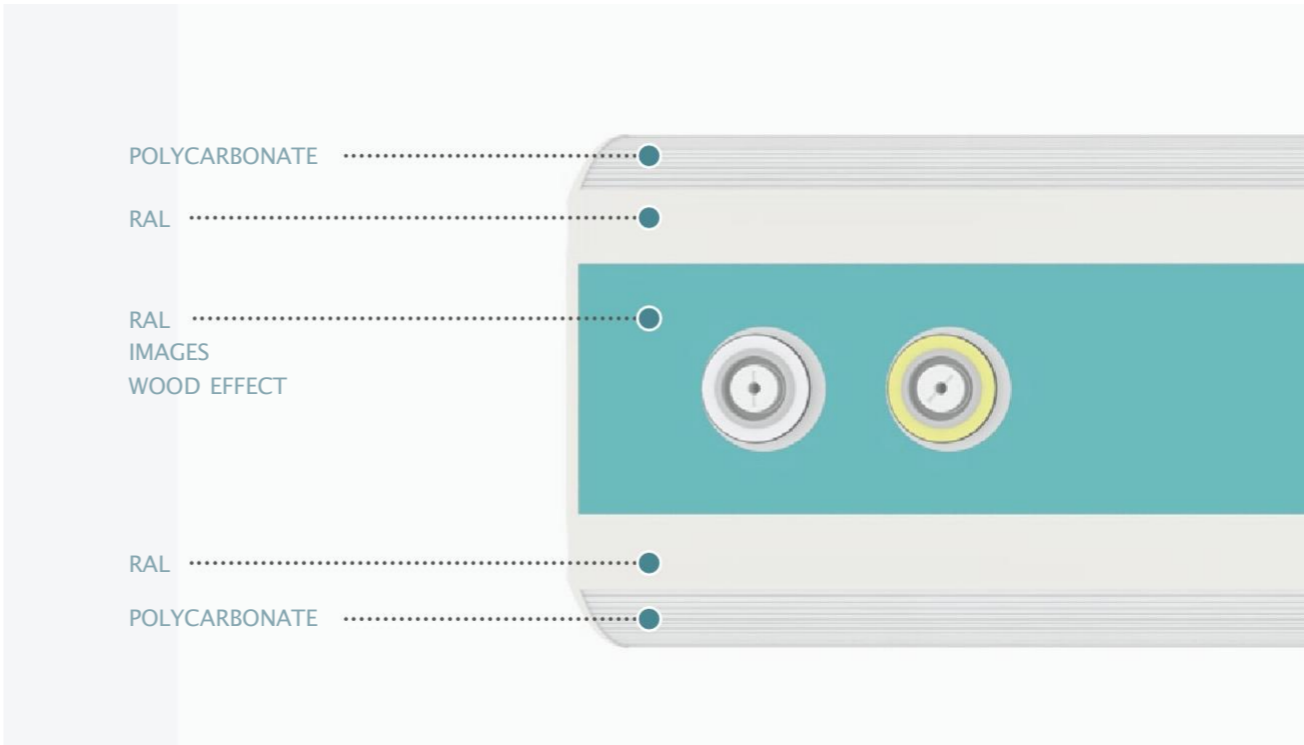 POLYCARBONATE
RAL
RAL
IMAGES
WOOD EFFECT
RAL
POLYCARBONATE